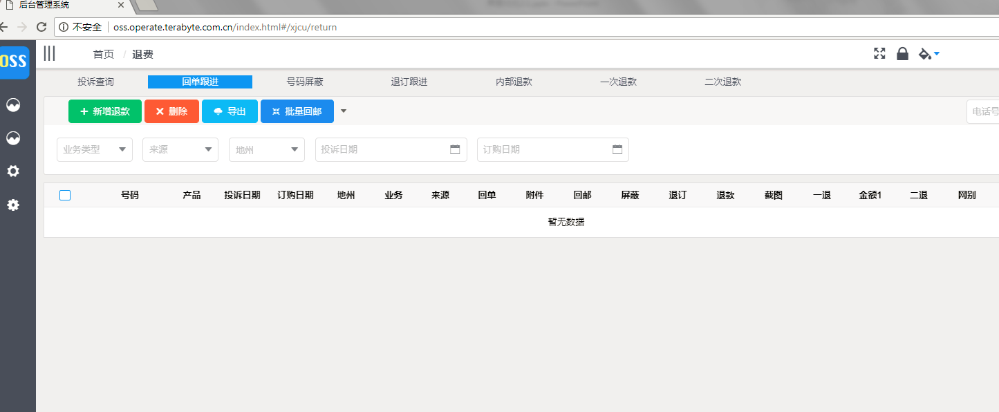 后台管理系统
不安全 oss.operate.terabyte.com.cn/index.html#/xjcu/return
OSS
首页 / 退费
投诉查询 回单跟进 号码屏蔽 退订跟进 内部退款 一次退款 二次退款
新增退款 删除 导出 批量回邮 电话号
业务类型 来源 地州 投诉日期 订购日期
号码 产品 投诉日期 订购日期 地州 业务 来源 回单 附件 回邮 屏蔽 退订 退款 截图 一退 金额1 二退 网别
暂无数据